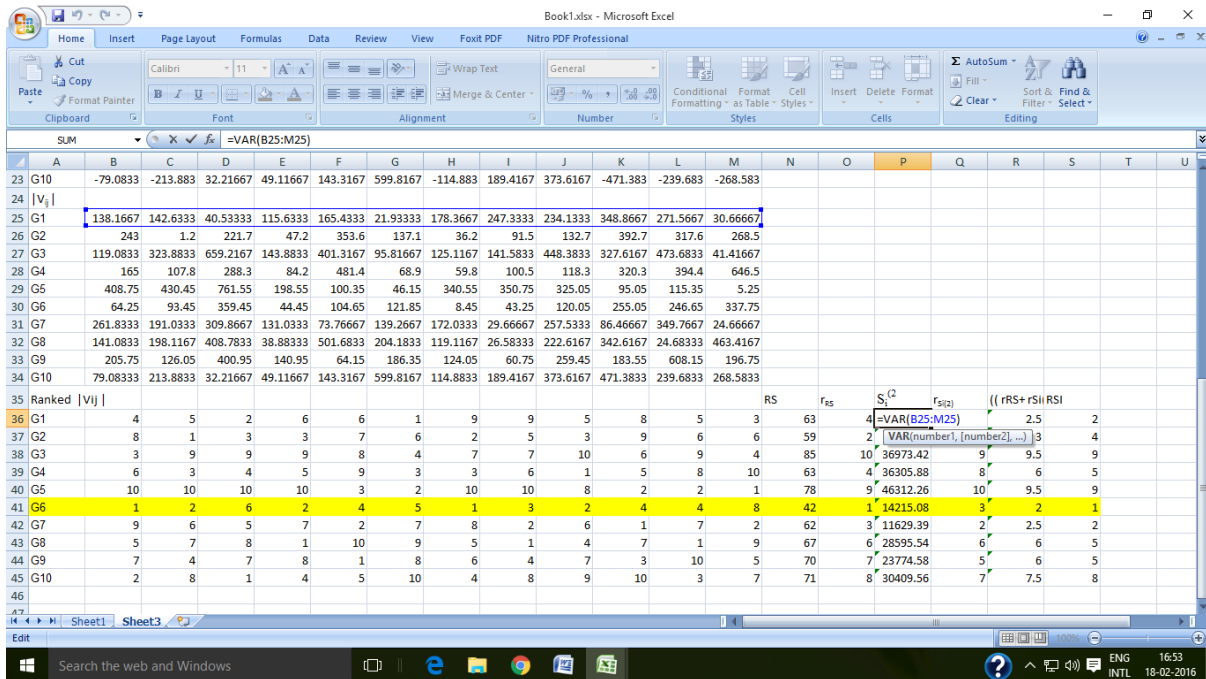 Book1.xlsx - Microsoft Excel
Home Insert Page Layout Formulas Data Review View Foxit PDF Nitro PDF Professional
Cut
Copy
Format Painter
Paste
Calibri 11
B I U
Wrap Text
Merge & Center
General
% ,
Conditional Formatting
Format as Table
Cell Styles
Insert Delete Format
Σ AutoSum
Fill
Clear
Sort & Filter
Find & Select
Clipboard Font Alignment Number Styles Cells Editing
SUM fx =VAR(B25:M25)
A B C D E F G H I J K L M N O P Q R S T U
23 G10 -79.0833 -213.883 32.21667 49.11667 143.3167 599.8167 -114.883 189.4167 373.6167 -471.383 -239.683 -268.583
24 |Vij|
25 G1 138.1667 142.6333 40.53333 115.6333 165.4333 21.93333 178.3667 247.3333 234.1333 348.8667 271.5667 30.66667
26 G2 243 1.2 221.7 47.2 353.6 137.1 36.2 91.5 132.7 392.7 317.6 268.5
27 G3 119.0833 323.8833 659.2167 143.8833 401.3167 95.81667 125.1167 141.5833 448.3833 327.6167 473.6833 41.41667
28 G4 165 107.8 288.3 84.2 481.4 68.9 59.8 100.5 118.3 320.3 394.4 646.5
29 G5 408.75 430.45 761.55 198.55 100.35 46.15 340.55 350.75 325.05 95.05 115.35 5.25
30 G6 64.25 93.45 359.45 44.45 104.65 121.85 8.45 43.25 120.05 255.05 246.65 337.75
31 G7 261.8333 191.0333 309.8667 131.0333 73.76667 139.2667 172.0333 29.66667 257.5333 86.46667 349.7667 24.66667
32 G8 141.0833 198.1167 408.7833 38.88333 501.6833 204.1833 119.1167 26.58333 222.6167 342.6167 24.68333 463.4167
33 G9 205.75 126.05 400.95 140.95 64.15 186.35 124.05 60.75 259.45 183.55 608.15 196.75
34 G10 79.08333 213.8833 32.21667 49.11667 143.3167 599.8167 114.8833 189.4167 373.6167 471.3833 239.6833 268.5833
35 Ranked |Vij | RS rRS Si(2 rSi(2) (( rRS+ rSi( RSI
36 G1 4 5 2 6 6 1 9 9 5 8 5 3 63 4 =VAR(B25:M25) 2.5 2
37 G2 8 1 3 3 7 6 2 5 3 9 6 6 59 2 VAR(number1, [number2], ...) 3 4
38 G3 3 9 9 9 8 4 7 7 10 6 9 4 85 10 36973.42 9 9.5 9
39 G4 6 3 4 5 9 3 3 6 1 5 8 10 63 4 36305.88 8 6 5
40 G5 10 10 10 10 3 2 10 10 8 2 2 1 78 9 46312.26 10 9.5 9
41 G6 1 2 6 2 4 5 1 3 2 4 4 8 42 1 14215.08 3 2 1
42 G7 9 6 5 7 2 7 8 2 6 1 7 2 62 3 11629.39 2 2.5 2
43 G8 5 7 8 1 10 9 5 1 4 7 1 9 67 6 28595.54 6 6 5
44 G9 7 4 7 8 1 8 6 4 7 3 10 5 70 7 23774.58 5 6 5
45 G10 2 8 1 4 5 10 4 8 9 10 3 7 71 8 30409.56 7 7.5 8
46
47
Sheet1 Sheet3
Edit 100%
Search the web and Windows
ENG INTL
16:53
18-02-2016